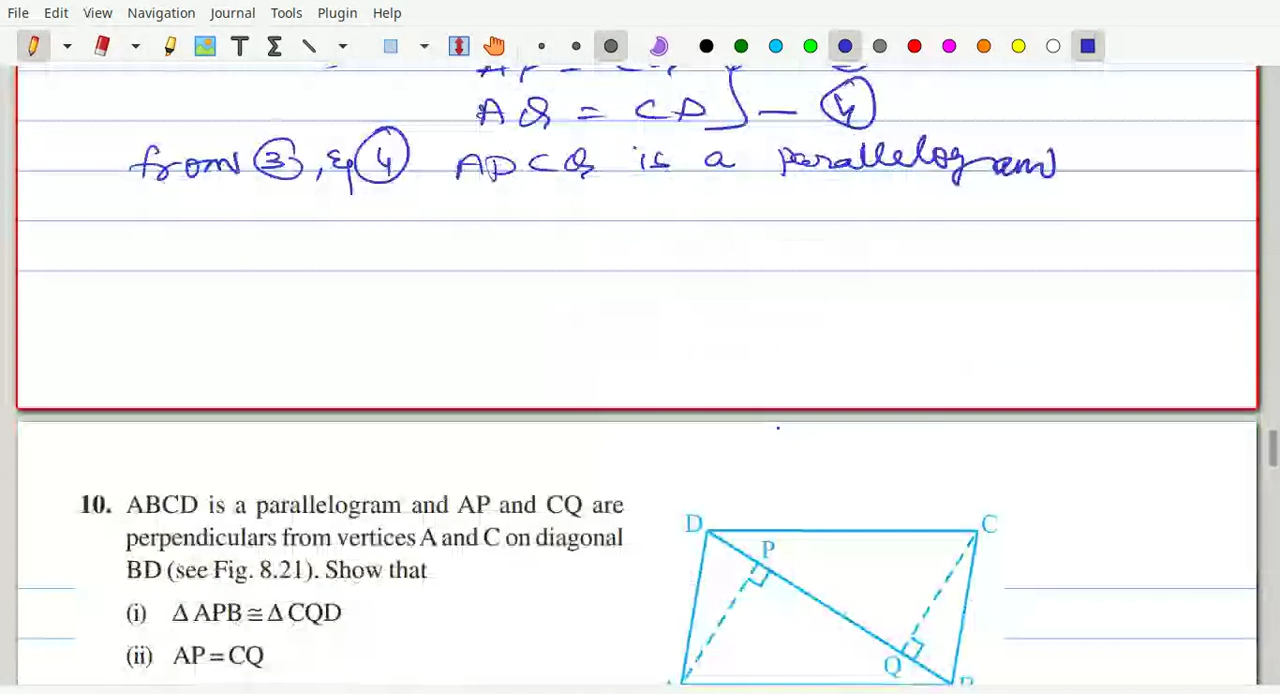 File Edit View Navigation Journal Tools Plugin Help
T Σ
AQ = CP } — ④
from ③, & ④ APCQ is a parallelogram
10. ABCD is a parallelogram and AP and CQ are
perpendiculars from vertices A and C on diagonal
BD (see Fig. 8.21). Show that
(i) Δ APB ≅ Δ CQD
(ii) AP = CQ
D C
P
Q